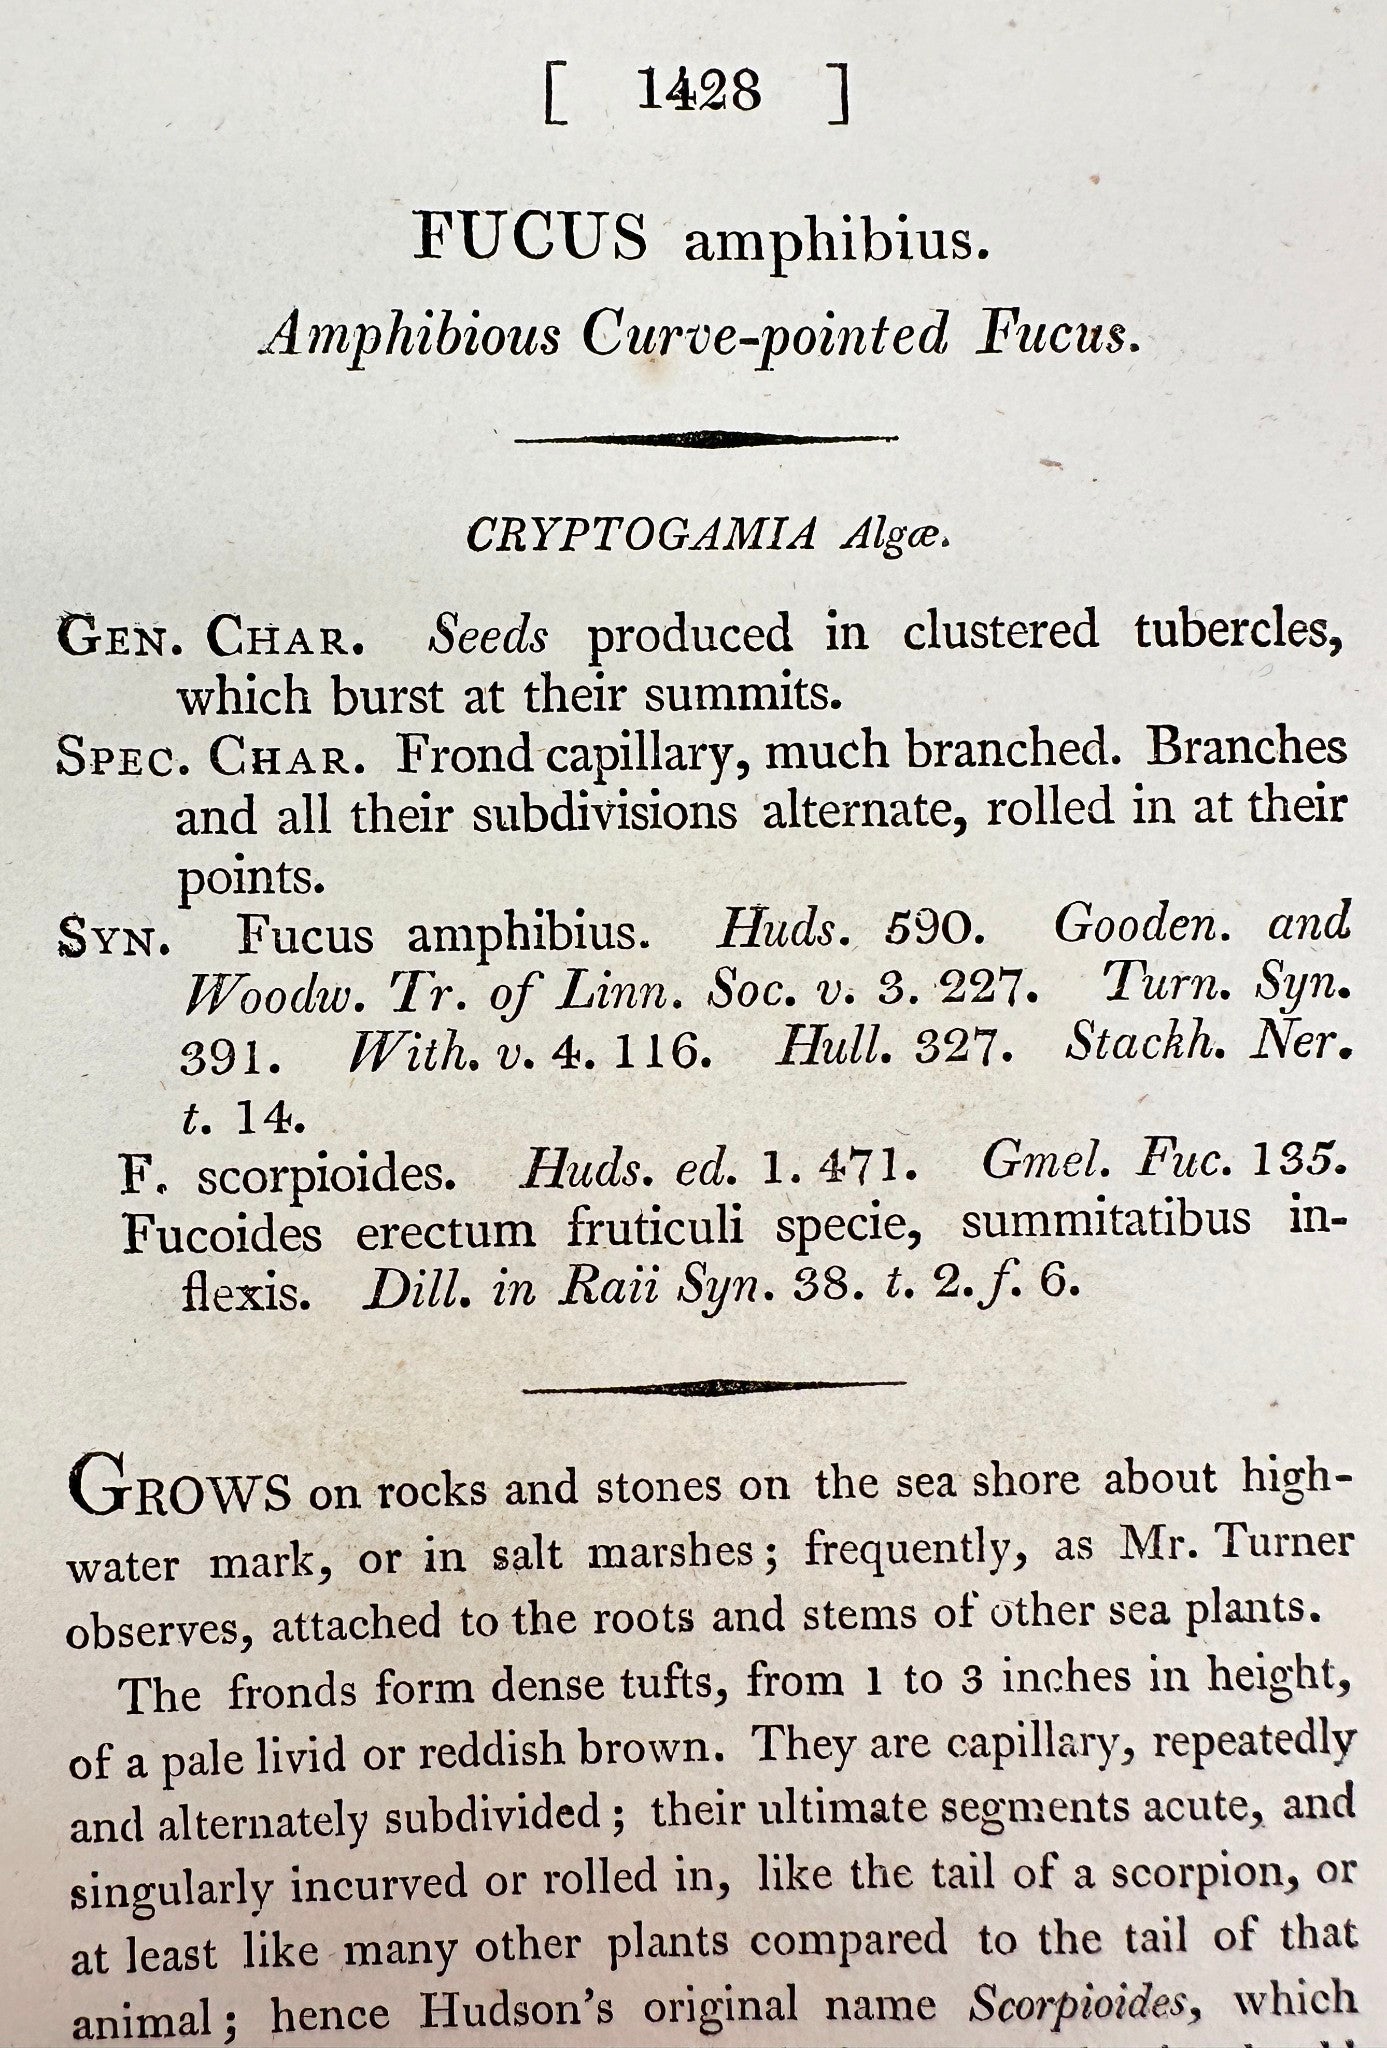 [ 1428 ]
FUCUS amphibius.
Amphibious Curve-pointed Fucus.
CRYPTOGAMIA Algæ.
GEN. CHAR. Seeds produced in clustered tubercles,
which burst at their summits.
SPEC. CHAR. Frond capillary, much branched. Branches
and all their subdivisions alternate, rolled in at their
points.
SYN. Fucus amphibius. Huds. 590. Gooden. and
Woodw. Tr. of Linn. Soc. v. 3. 227. Turn. Syn.
391. With. v. 4. 116. Hull. 327. Stackh. Ner.
t. 14.
F. scorpioides. Huds. ed. 1. 471. Gmel. Fuc. 135.
Fucoides erectum fruticuli specie, summitatibus in-
flexis. Dill. in Raii Syn. 38. t. 2. f. 6.
GROWS on rocks and stones on the sea shore about high-
water mark, or in salt marshes; frequently, as Mr. Turner
observes, attached to the roots and stems of other sea plants.
The fronds form dense tufts, from 1 to 3 inches in height,
of a pale livid or reddish brown. They are capillary, repeatedly
and alternately subdivided; their ultimate segments acute, and
singularly incurved or rolled in, like the tail of a scorpion, or
at least like many other plants compared to the tail of that
animal; hence Hudson's original name Scorpioides, which